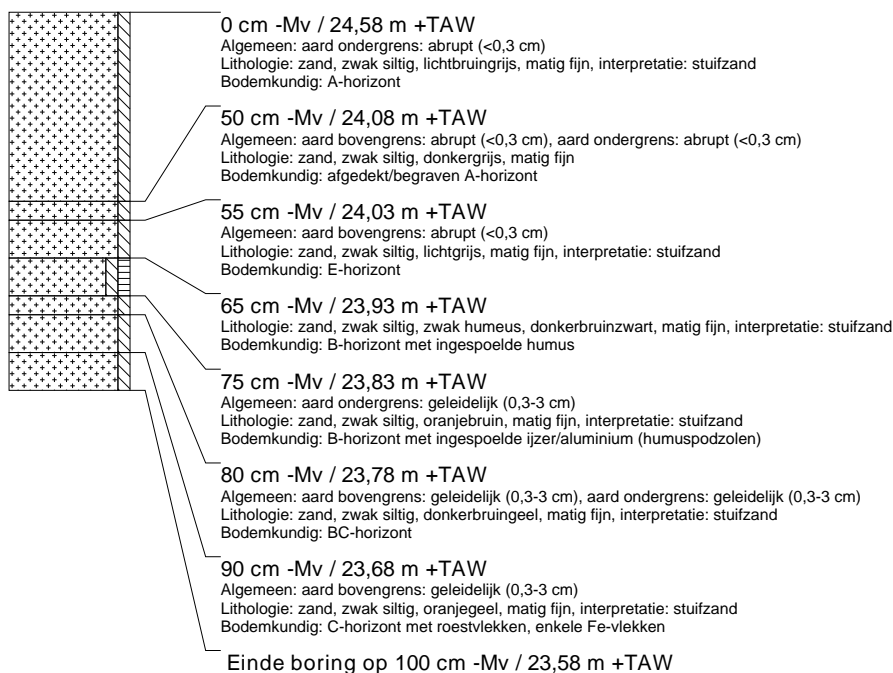 0 cm -Mv / 24,58 m +TAW
Algemeen: aard ondergrens: abrupt (<0,3 cm)
Lithologie: zand, zwak siltig, lichtbruingrijs, matig fijn, interpretatie: stuifzand
Bodemkundig: A-horizont
50 cm -Mv / 24,08 m +TAW
Algemeen: aard bovengrens: abrupt (<0,3 cm), aard ondergrens: abrupt (<0,3 cm)
Lithologie: zand, zwak siltig, donkergrijs, matig fijn
Bodemkundig: afgedekt/begraven A-horizont
55 cm -Mv / 24,03 m +TAW
Algemeen: aard bovengrens: abrupt (<0,3 cm)
Lithologie: zand, zwak siltig, lichtgrijs, matig fijn, interpretatie: stuifzand
Bodemkundig: E-horizont
65 cm -Mv / 23,93 m +TAW
Lithologie: zand, zwak siltig, zwak humeus, donkerbruinzwart, matig fijn, interpretatie: stuifzand
Bodemkundig: B-horizont met ingespoelde humus
75 cm -Mv / 23,83 m +TAW
Algemeen: aard ondergrens: geleidelijk (0,3-3 cm)
Lithologie: zand, zwak siltig, oranjebruin, matig fijn, interpretatie: stuifzand
Bodemkundig: B-horizont met ingespoelde ijzer/aluminium (humuspodzolen)
80 cm -Mv / 23,78 m +TAW
Algemeen: aard bovengrens: geleidelijk (0,3-3 cm), aard ondergrens: geleidelijk (0,3-3 cm)
Lithologie: zand, zwak siltig, donkerbruingeel, matig fijn, interpretatie: stuifzand
Bodemkundig: BC-horizont
90 cm -Mv / 23,68 m +TAW
Algemeen: aard bovengrens: geleidelijk (0,3-3 cm)
Lithologie: zand, zwak siltig, oranjegeel, matig fijn, interpretatie: stuifzand
Bodemkundig: C-horizont met roestvlekken, enkele Fe-vlekken
Einde boring op 100 cm -Mv / 23,58 m +TAW